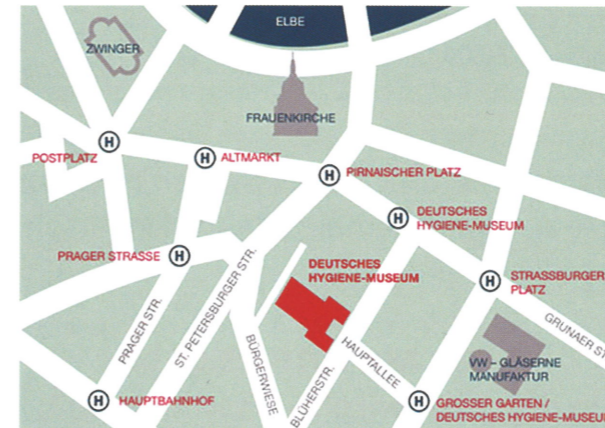 ELBE
ZWINGER
FRAUENKIRCHE
H
POSTPLATZ
H
ALTMARKT
H
PIRNAISCHER PLATZ
H
DEUTSCHES
HYGIENE-MUSEUM
PRAGER STRASSE
H
DEUTSCHES
HYGIENE-MUSEUM
H
STRASSBURGER
PLATZ
PRAGER STR.
ST. PETERSBURGER STR.
BÜRGERWIESE
BLÜHERSTR.
HAUPTALLEE
GRUNAER ST
VW – GLÄSERNE
MANUFAKTUR
H
HAUPTBAHNHOF
H
GROSSER GARTEN /
DEUTSCHES HYGIENE-MUSEUM